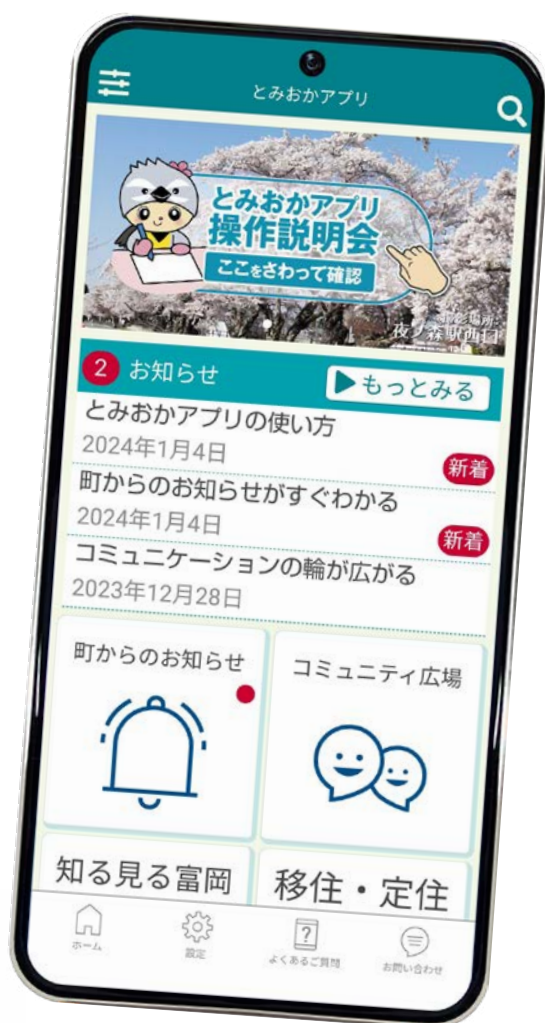 とみおかアプリ
とみおかアプリ
操作説明会
ここをさわって確認
夜ノ森駅西口
2 お知らせ
もっとみる
とみおかアプリの使い方
2024年1月4日
新着
町からのお知らせがすぐわかる
2024年1月4日
新着
コミュニケーションの輪が広がる
2023年12月28日
町からのお知らせ
コミュニティ広場
知る見る富岡
移住・定住
ホーム
設定
よくあるご質問
お問い合わせ